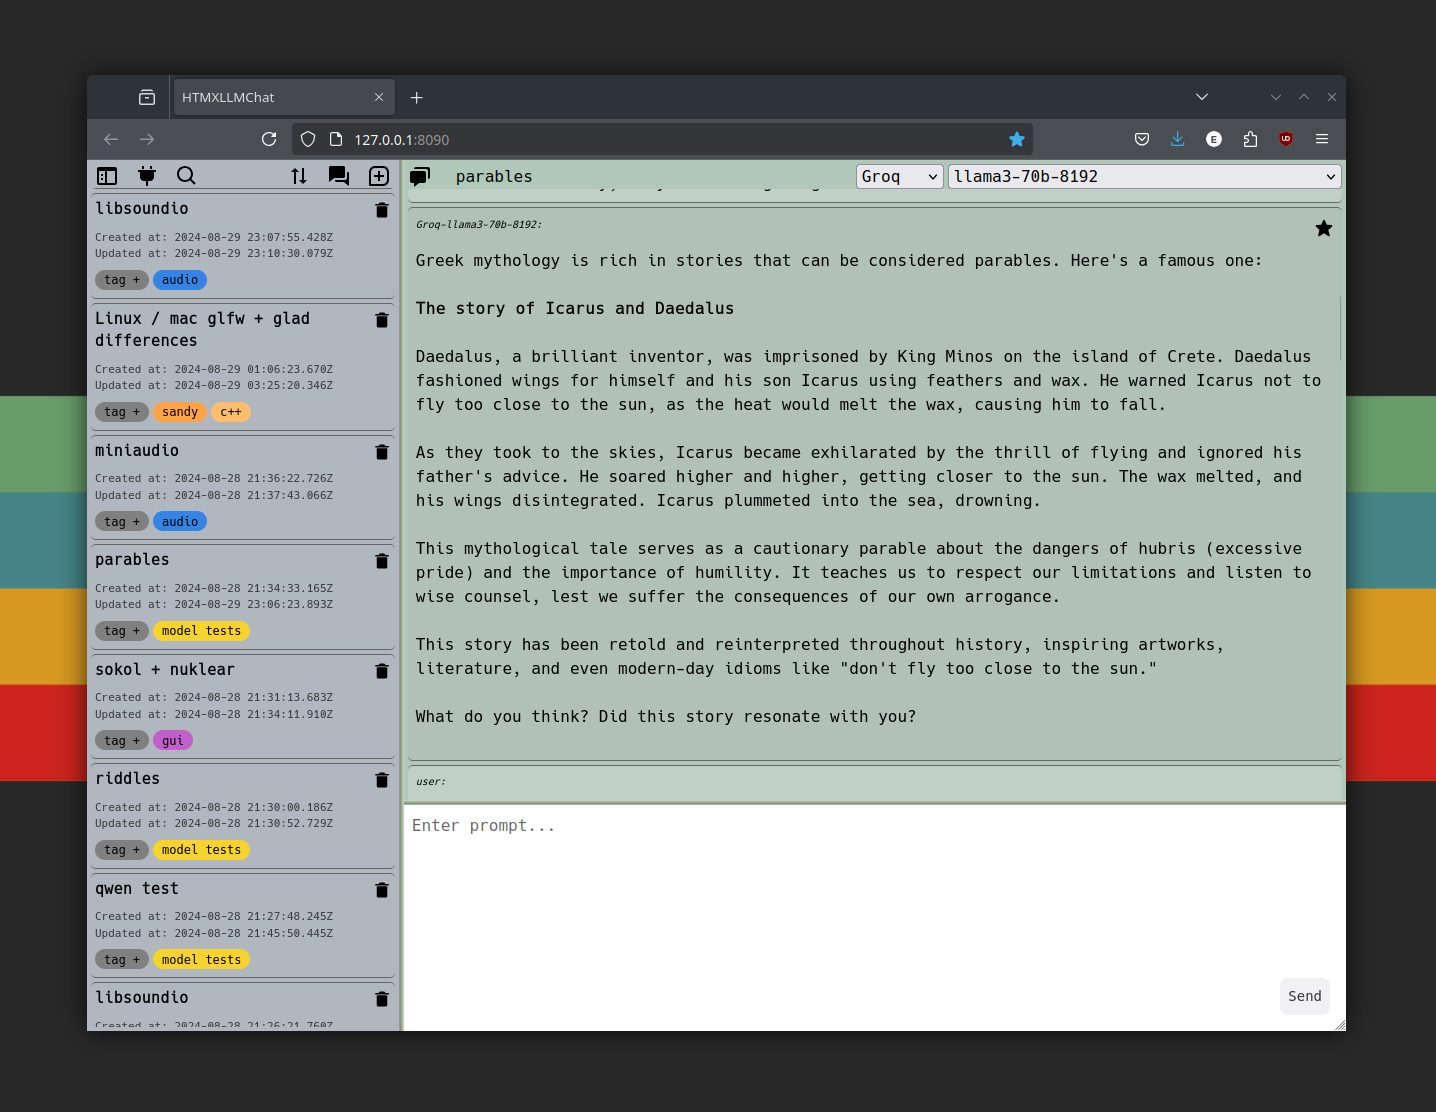 HTMXLLMChat
127.0.0.1:8090
E
UO
parables
Groq
llama3-70b-8192
libsoundio
Created at: 2024-08-29 23:07:55.428Z
Updated at: 2024-08-29 23:10:30.079Z
tag + audio
Linux / mac glfw + glad
differences
Created at: 2024-08-29 01:06:23.670Z
Updated at: 2024-08-29 03:25:20.346Z
tag + sandy c++
miniaudio
Created at: 2024-08-28 21:36:22.726Z
Updated at: 2024-08-28 21:37:43.066Z
tag + audio
parables
Created at: 2024-08-28 21:34:33.165Z
Updated at: 2024-08-29 23:06:23.893Z
tag + model tests
sokol + nuklear
Created at: 2024-08-28 21:31:13.683Z
Updated at: 2024-08-28 21:34:11.910Z
tag + gui
riddles
Created at: 2024-08-28 21:30:00.186Z
Updated at: 2024-08-28 21:30:52.729Z
tag + model tests
qwen test
Created at: 2024-08-28 21:27:48.245Z
Updated at: 2024-08-28 21:45:50.445Z
tag + model tests
libsoundio
Created at: 2024-08-28 21:26:21.760Z
Groq-llama3-70b-8192:
Greek mythology is rich in stories that can be considered parables. Here's a famous one:
The story of Icarus and Daedalus
Daedalus, a brilliant inventor, was imprisoned by King Minos on the island of Crete. Daedalus
fashioned wings for himself and his son Icarus using feathers and wax. He warned Icarus not to
fly too close to the sun, as the heat would melt the wax, causing him to fall.
As they took to the skies, Icarus became exhilarated by the thrill of flying and ignored his
father's advice. He soared higher and higher, getting closer to the sun. The wax melted, and
his wings disintegrated. Icarus plummeted into the sea, drowning.
This mythological tale serves as a cautionary parable about the dangers of hubris (excessive
pride) and the importance of humility. It teaches us to respect our limitations and listen to
wise counsel, lest we suffer the consequences of our own arrogance.
This story has been retold and reinterpreted throughout history, inspiring artworks,
literature, and even modern-day idioms like "don't fly too close to the sun."
What do you think? Did this story resonate with you?
user:
Enter prompt...
Send